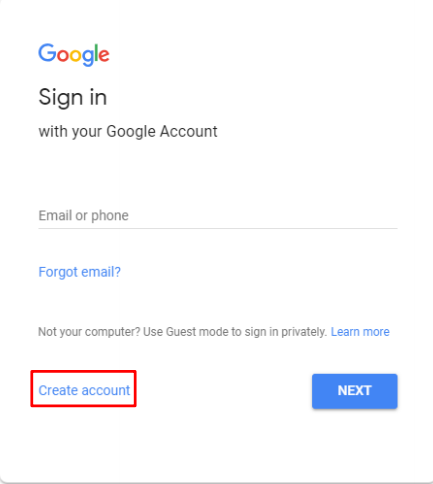 Google
Sign in
with your Google Account
Email or phone
Forgot email?
Not your computer? Use Guest mode to sign in privately. Learn more
Create account
NEXT